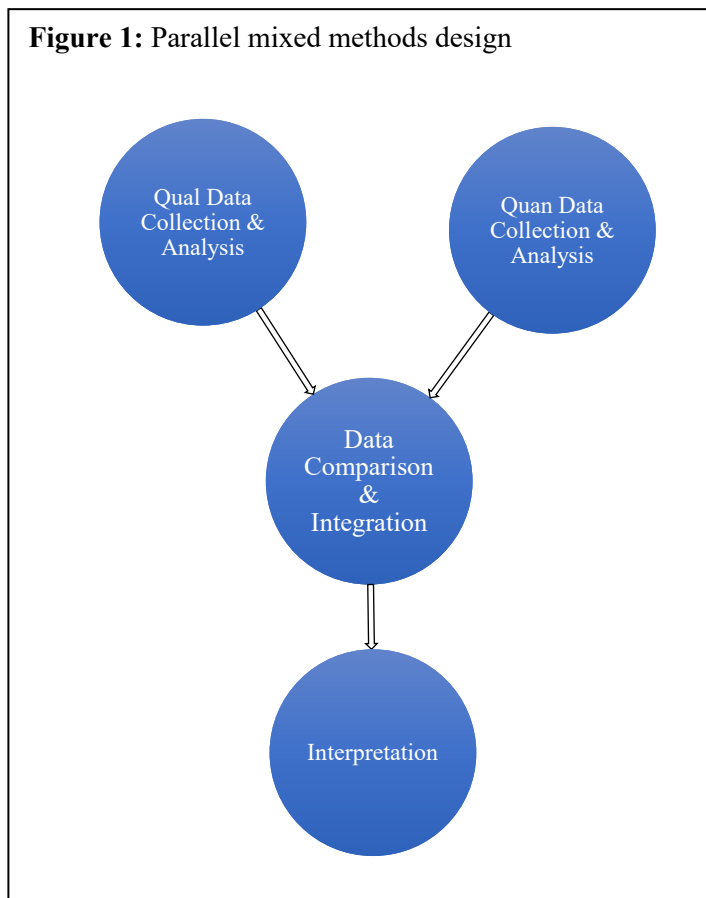 Figure 1: Parallel mixed methods design
Qual Data
Collection &
Analysis
Quan Data
Collection &
Analysis
Data
Comparison
&
Integration
Interpretation